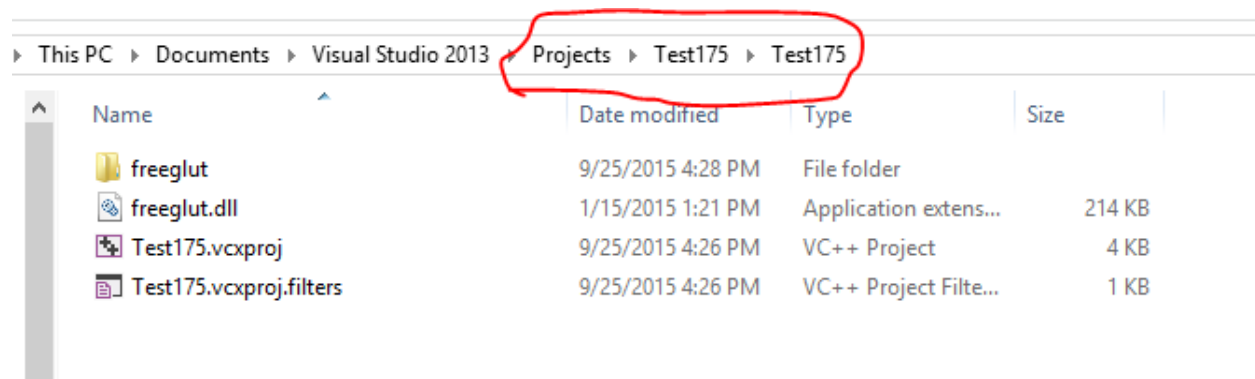 This PC Documents Visual Studio 2013 Projects Test175 Test175
Name Date modified Type Size
freeglut 9/25/2015 4:28 PM File folder
freeglut.dll 1/15/2015 1:21 PM Application extens... 214 KB
Test175.vcxproj 9/25/2015 4:26 PM VC++ Project 4 KB
Test175.vcxproj.filters 9/25/2015 4:26 PM VC++ Project Filte... 1 KB